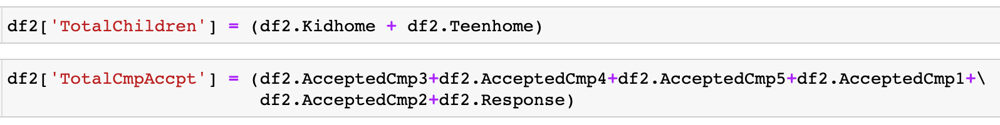 df2['TotalChildren'] = (df2.Kidhome + df2.Teenhome)
df2['TotalCmpAccpt'] = (df2.AcceptedCmp3+df2.AcceptedCmp4+df2.AcceptedCmp5+df2.AcceptedCmp1+\
df2.AcceptedCmp2+df2.Response)